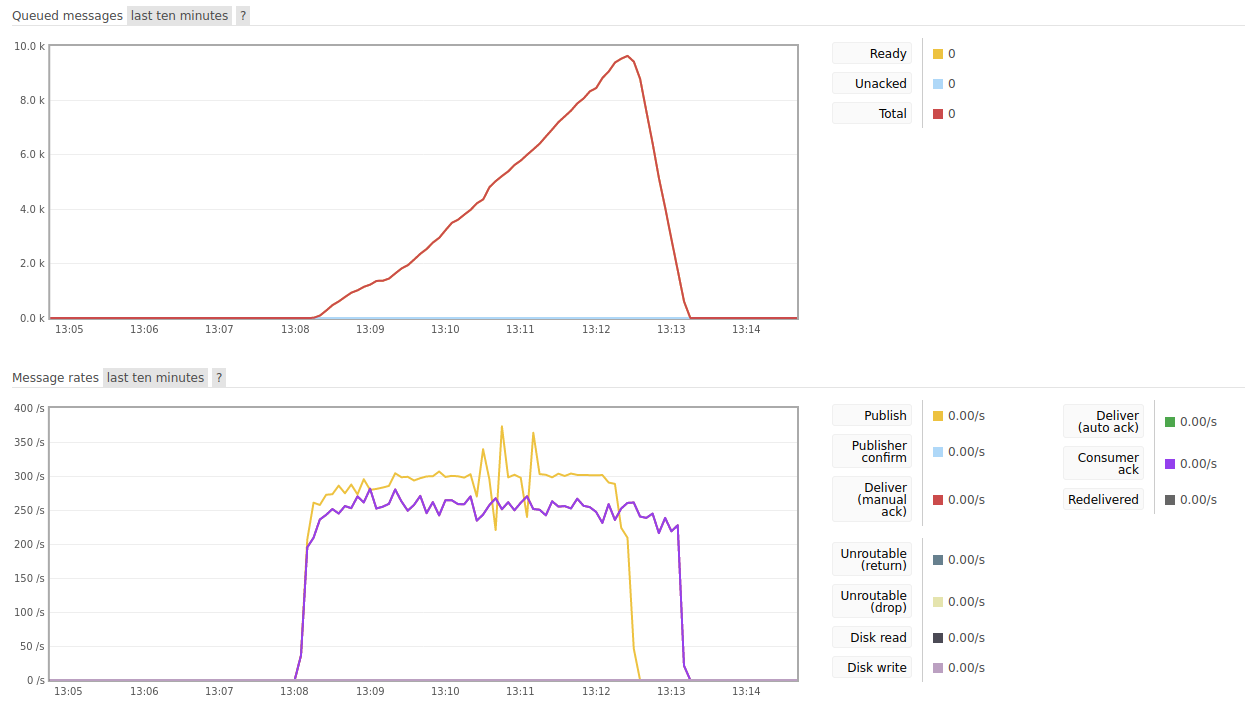 Queued messages last ten minutes ?
10.0 k
8.0 k
6.0 k
4.0 k
2.0 k
0.0 k
13:05 13:06 13:07 13:08 13:09 13:10 13:11 13:12 13:13 13:14
Ready 0
Unacked 0
Total 0
Message rates last ten minutes ?
400 /s
350 /s
300 /s
250 /s
200 /s
150 /s
100 /s
50 /s
0 /s
13:05 13:06 13:07 13:08 13:09 13:10 13:11 13:12 13:13 13:14
Publish 0.00/s
Publisher
confirm 0.00/s
Deliver
(manual
ack) 0.00/s
Unroutable
(return) 0.00/s
Unroutable
(drop) 0.00/s
Disk read 0.00/s
Disk write 0.00/s
Deliver
(auto ack) 0.00/s
Consumer
ack 0.00/s
Redelivered 0.00/s